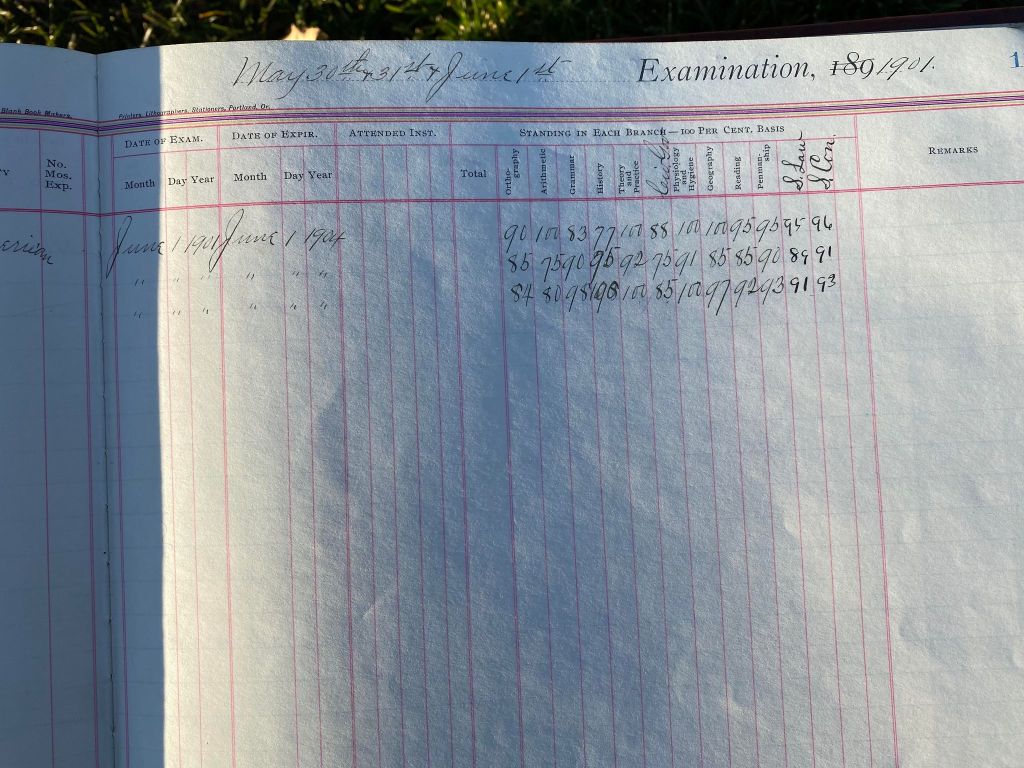 May 30th & 31st & June 1st Examination, 189 1901. 1
Blank Book Makers, Printers, Lithographers, Stationers, Portland, Or.
DATE OF EXAM. DATE OF EXPIR. ATTENDED INST. STANDING IN EACH BRANCH—100 PER CENT. BASIS REMARKS
Y No. Mos. Exp. Month Day Year Month Day Year Total Orthography Arithmetic Grammar History Theory and Practice Physiology and Hygiene Geography Reading Penmanship S. Law S. Con.
erican June 1 1901 June 1 1904 90 100 83 77 100 88 100 100 95 95 95 96
" " " " " " 85 75 90 95 92 75 91 85 85 90 89 91
" " " " " " 84 80 98 100 85 100 97 92 93 91 93